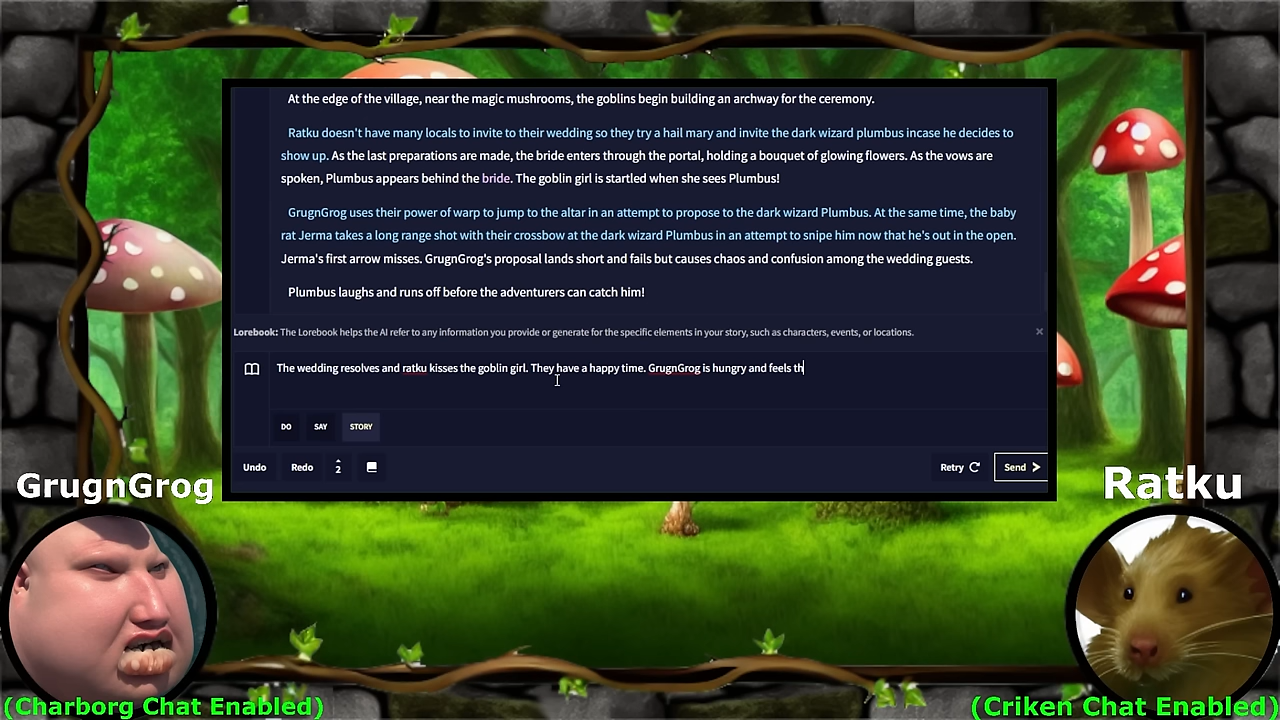 At the edge of the village, near the magic mushrooms, the goblins begin building an archway for the ceremony.
Ratku doesn't have many locals to invite to their wedding so they try a hail mary and invite the dark wizard plumbus incase he decides to
show up. As the last preparations are made, the bride enters through the portal, holding a bouquet of glowing flowers. As the vows are
spoken, Plumbus appears behind the bride. The goblin girl is startled when she sees Plumbus!
GrugnGrog uses their power of warp to jump to the altar in an attempt to propose to the dark wizard Plumbus. At the same time, the baby
rat Jerma takes a long range shot with their crossbow at the dark wizard Plumbus in an attempt to snipe him now that he's out in the open.
Jerma's first arrow misses. GrugnGrog's proposal lands short and fails but causes chaos and confusion among the wedding guests.
Plumbus laughs and runs off before the adventurers can catch him!
Lorebook: The Lorebook helps the AI refer to any information you provide or generate for the specific elements in your story, such as characters, events, or locations.
The wedding resolves and ratku kisses the goblin girl. They have a happy time. GrugnGrog is hungry and feels th
DO SAY STORY
Undo Redo 2 Retry Send
GrugnGrog
Ratku
(Charborg Chat Enabled)
(Criken Chat Enabled)